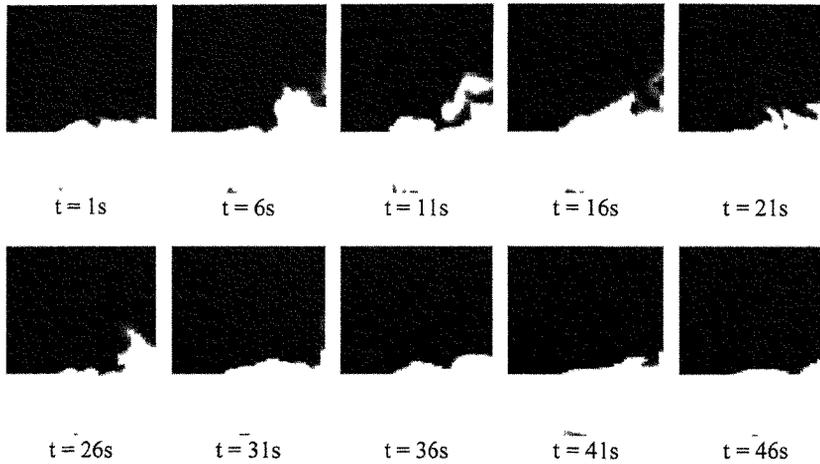 t = 1s t = 6s t = 11s t = 16s t = 21s
t = 26s t = 31s t = 36s t = 41s t = 46s